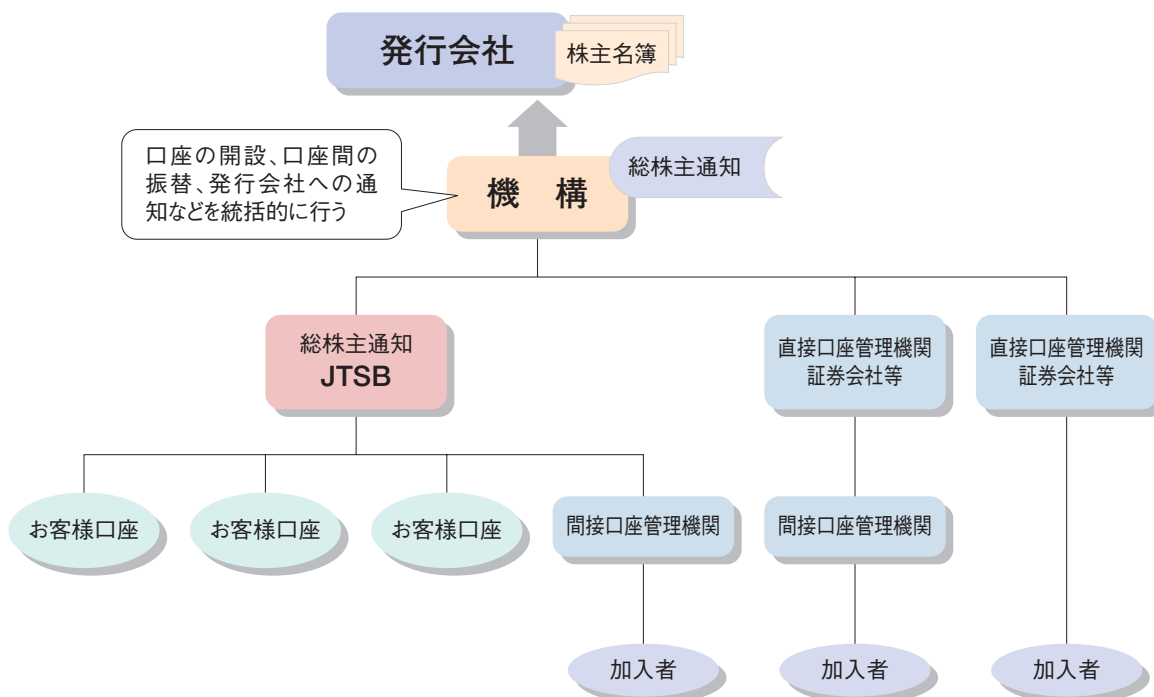 発行会社
株主名簿
口座の開設、口座間の
振替、発行会社への通
知などを統括的に行う
機 構
総株主通知
総株主通知
JTSB
直接口座管理機関
証券会社等
直接口座管理機関
証券会社等
お客様口座
お客様口座
お客様口座
間接口座管理機関
間接口座管理機関
加入者
加入者
加入者